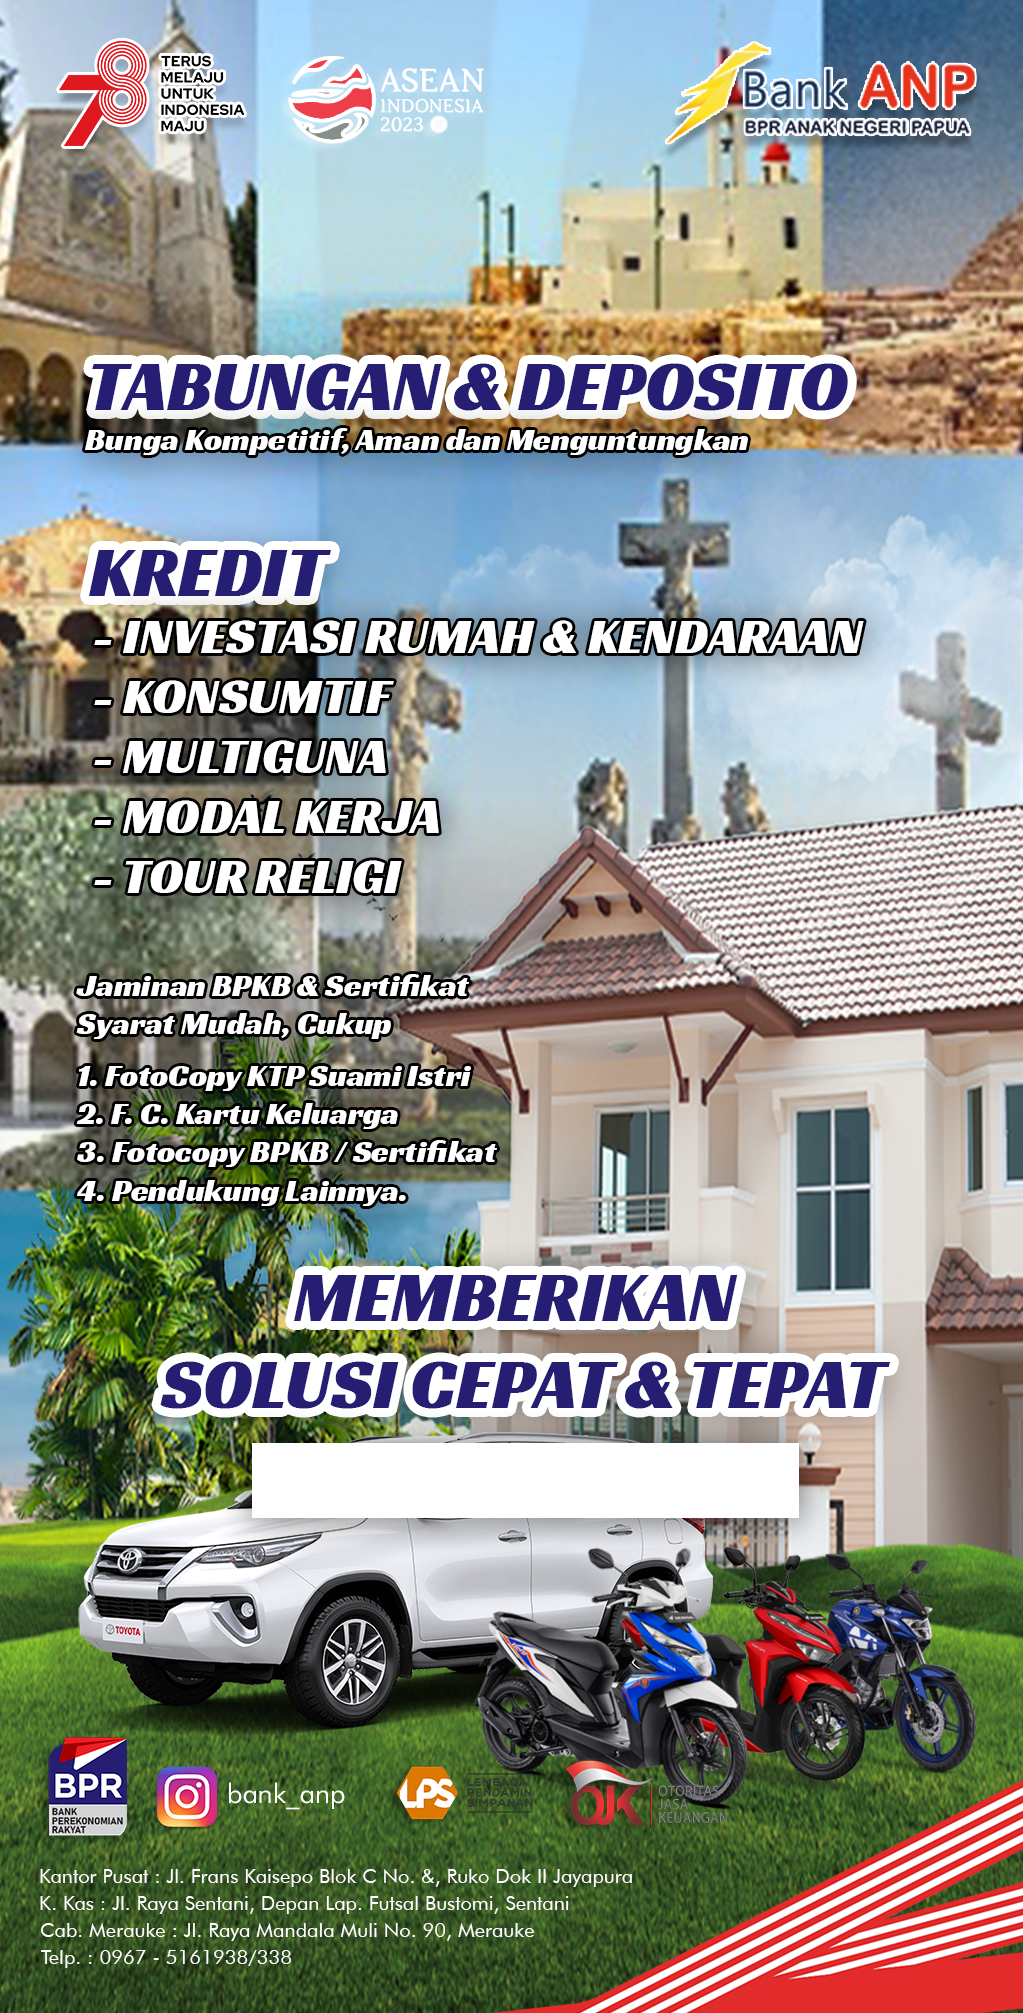 78
TERUS
MELAJU
UNTUK
INDONESIA
MAJU
ASEAN
INDONESIA
2023
Bank ANP
BPR ANAK NEGERI PAPUA
TABUNGAN & DEPOSITO
Bunga Kompetitif, Aman dan Menguntungkan
KREDIT
- INVESTASI RUMAH & KENDARAAN
- KONSUMTIF
- MULTIGUNA
- MODAL KERJA
- TOUR RELIGI
Jaminan BPKB & Sertifikat
Syarat Mudah, Cukup
1. FotoCopy KTP Suami Istri
2. F. C. Kartu Keluarga
3. Fotocopy BPKB / Sertifikat
4. Pendukung Lainnya.
MEMBERIKAN
SOLUSI CEPAT & TEPAT
TOYOTA
HONDA
BPR
BANK
PEREKONOMIAN
RAKYAT
bank_anp
LPS
LEMBAGA
PENJAMIN
SIMPANAN
OJK
OTORITAS
JASA
KEUANGAN
Kantor Pusat : Jl. Frans Kaisepo Blok C No. &, Ruko Dok II Jayapura
K. Kas : Jl. Raya Sentani, Depan Lap. Futsal Bustomi, Sentani
Cab. Merauke : Jl. Raya Mandala Muli No. 90, Merauke
Telp. : 0967 - 5161938/338